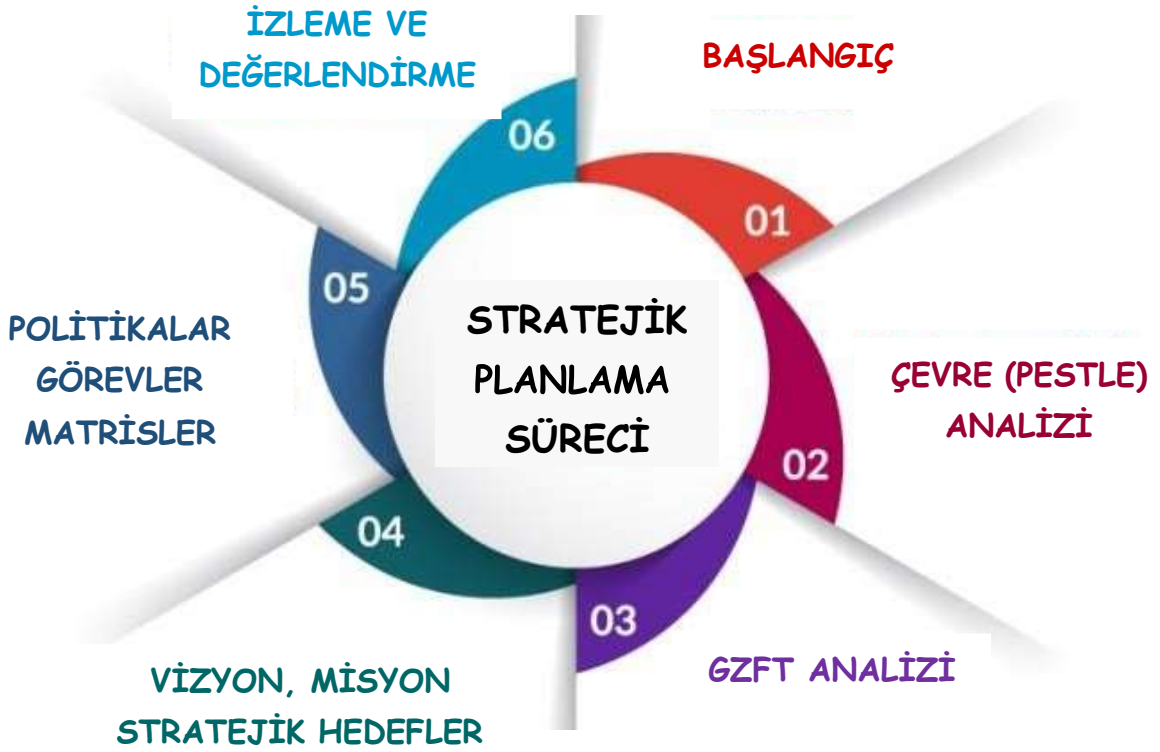 STRATEJİK
PLANLAMA
SÜRECİ
01
BAŞLANGIÇ
02
ÇEVRE (PESTLE)
ANALİZİ
03
GZFT ANALİZİ
04
VİZYON, MİSYON
STRATEJİK HEDEFLER
05
POLİTİKALAR
GÖREVLER
MATRİSLER
06
İZLEME VE
DEĞERLENDİRME